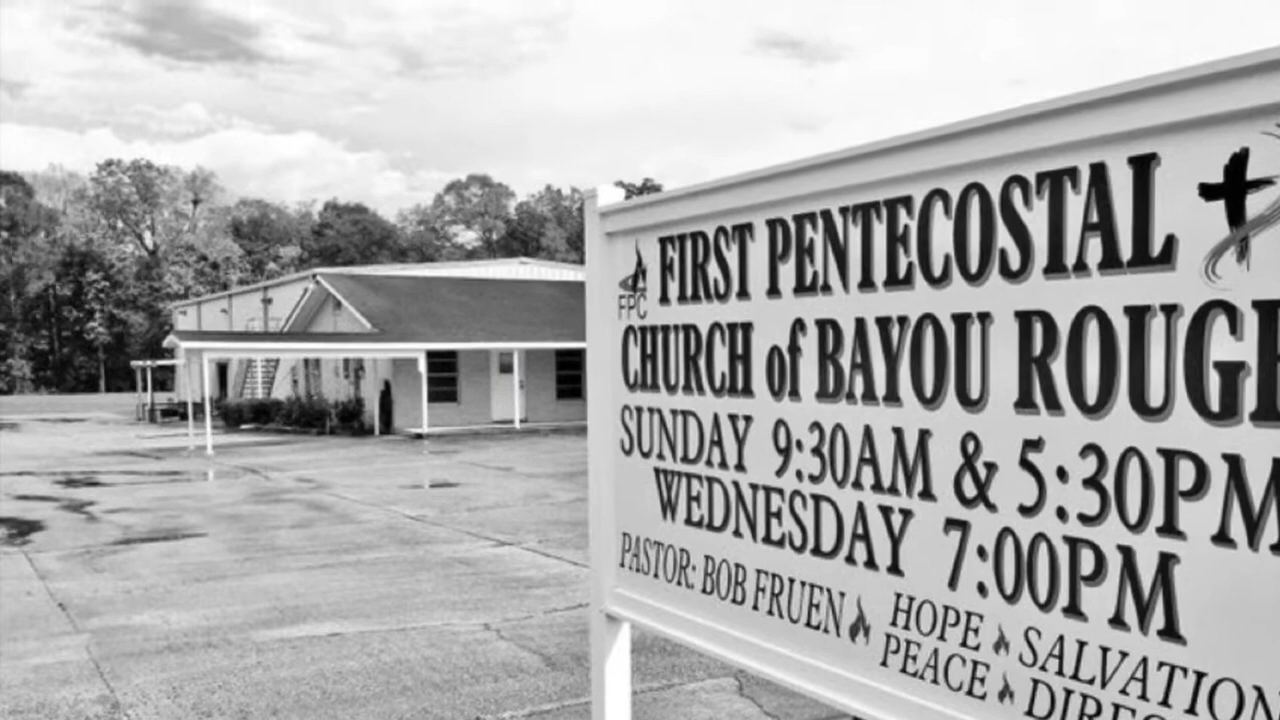 FIRST PENTECOSTAL
FPC
CHURCH of BAYOU ROUGE
SUNDAY 9:30AM & 5:30PM
WEDNESDAY 7:00PM
PASTOR: BOB FRUEN
HOPE SALVATION
PEACE